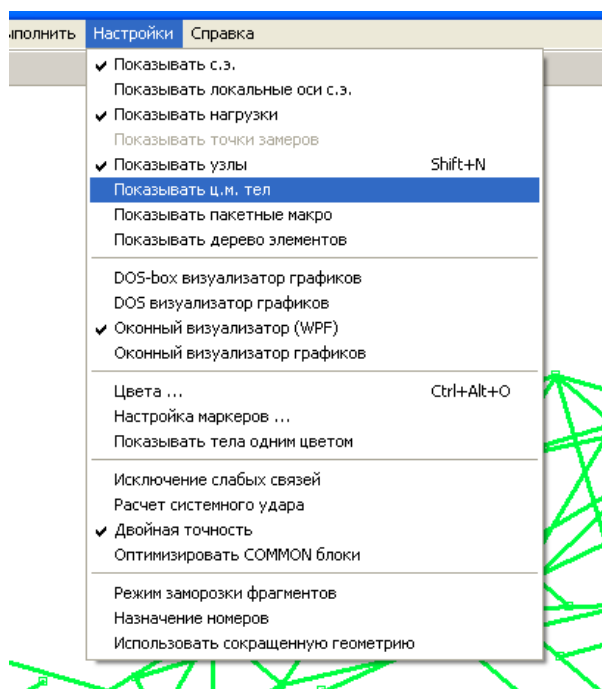 ыполнить Настройки Справка
Показывать с.э.
Показывать локальные оси с.э.
Показывать нагрузки
Показывать точки замеров
Показывать узлы Shift+N
Показывать ц.м. тел
Показывать пакетные макро
Показывать дерево элементов
DOS-box визуализатор графиков
DOS визуализатор графиков
Оконный визуализатор (WPF)
Оконный визуализатор графиков
Цвета ... Ctrl+Alt+O
Настройка маркеров ...
Показывать тела одним цветом
Исключение слабых связей
Расчет системного удара
Двойная точность
Оптимизировать COMMON блоки
Режим заморозки фрагментов
Назначение номеров
Использовать сокращенную геометрию